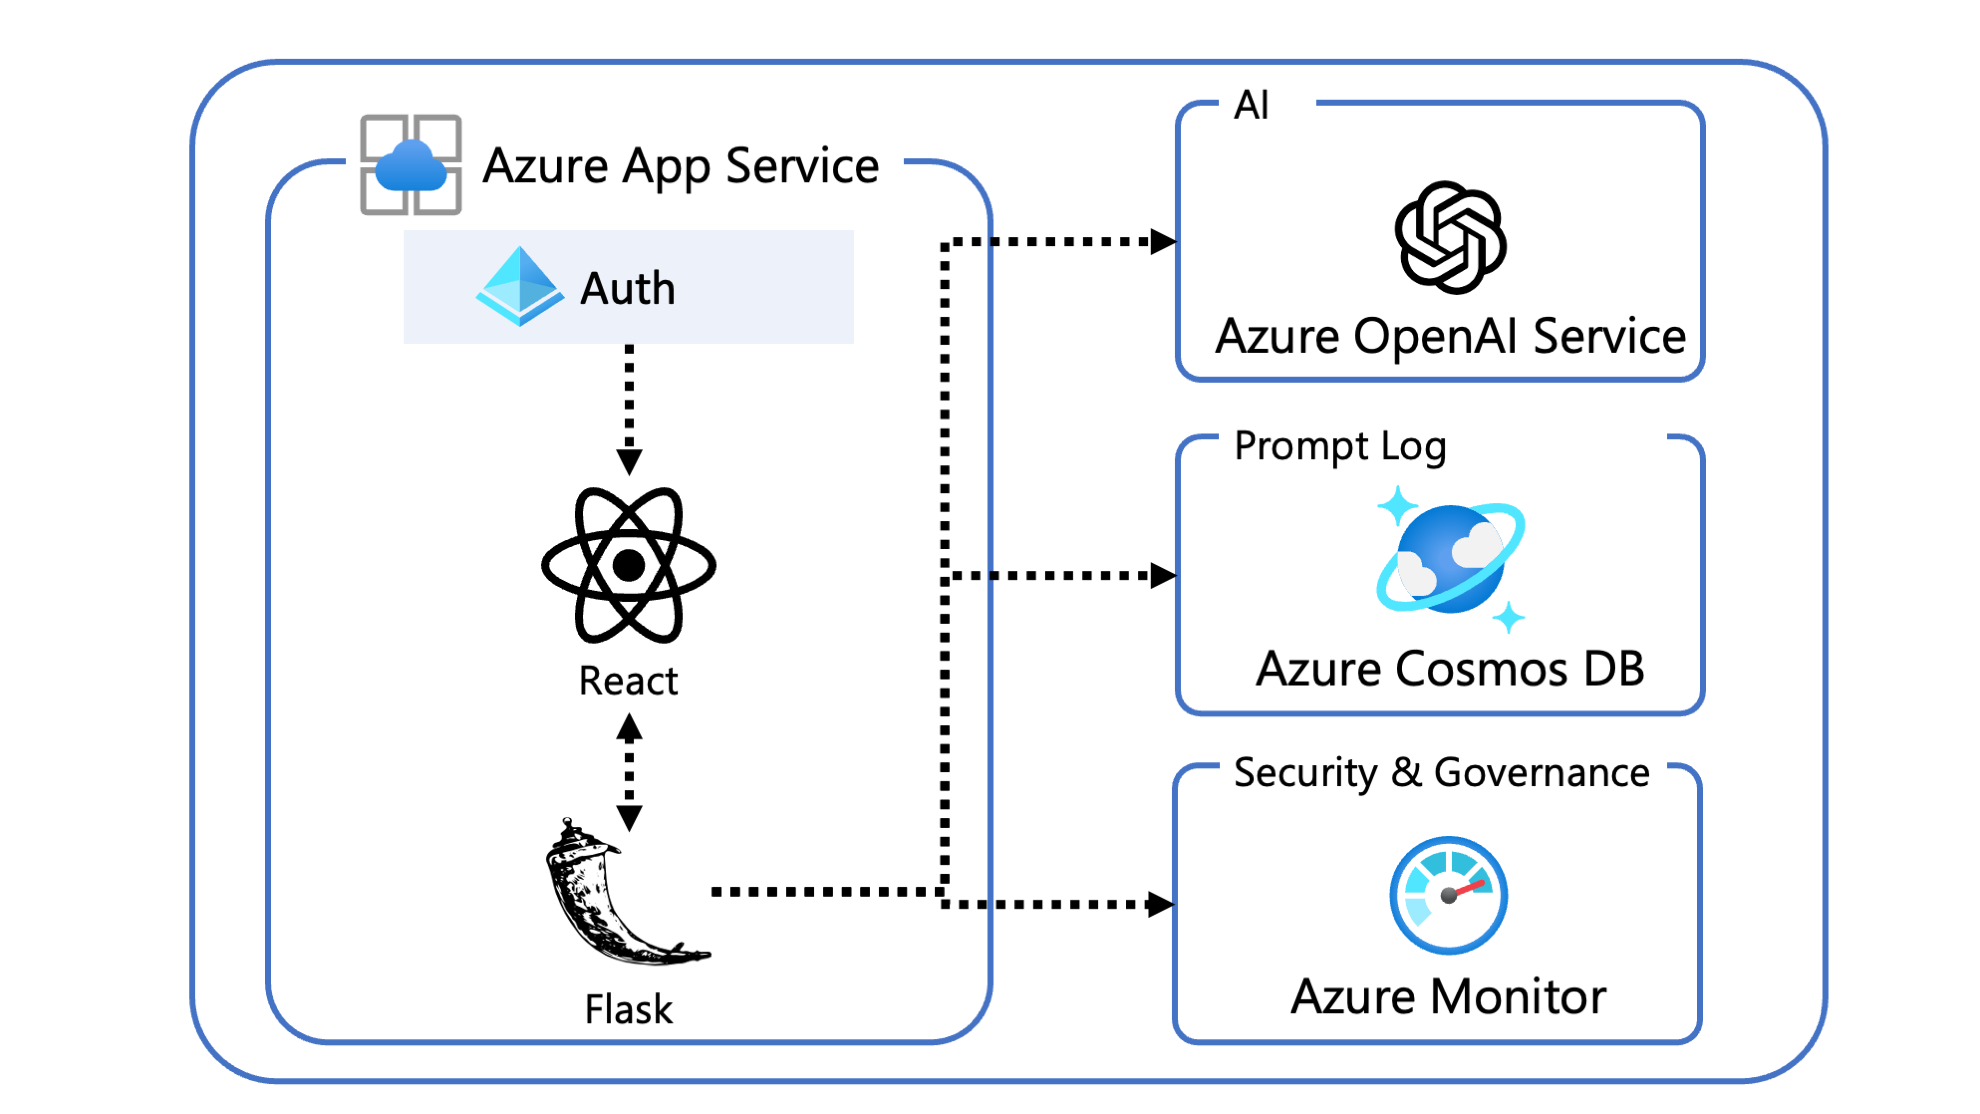 Azure App Service
Auth
React
Flask
AI
Azure OpenAI Service
Prompt Log
Azure Cosmos DB
Security & Governance
Azure Monitor